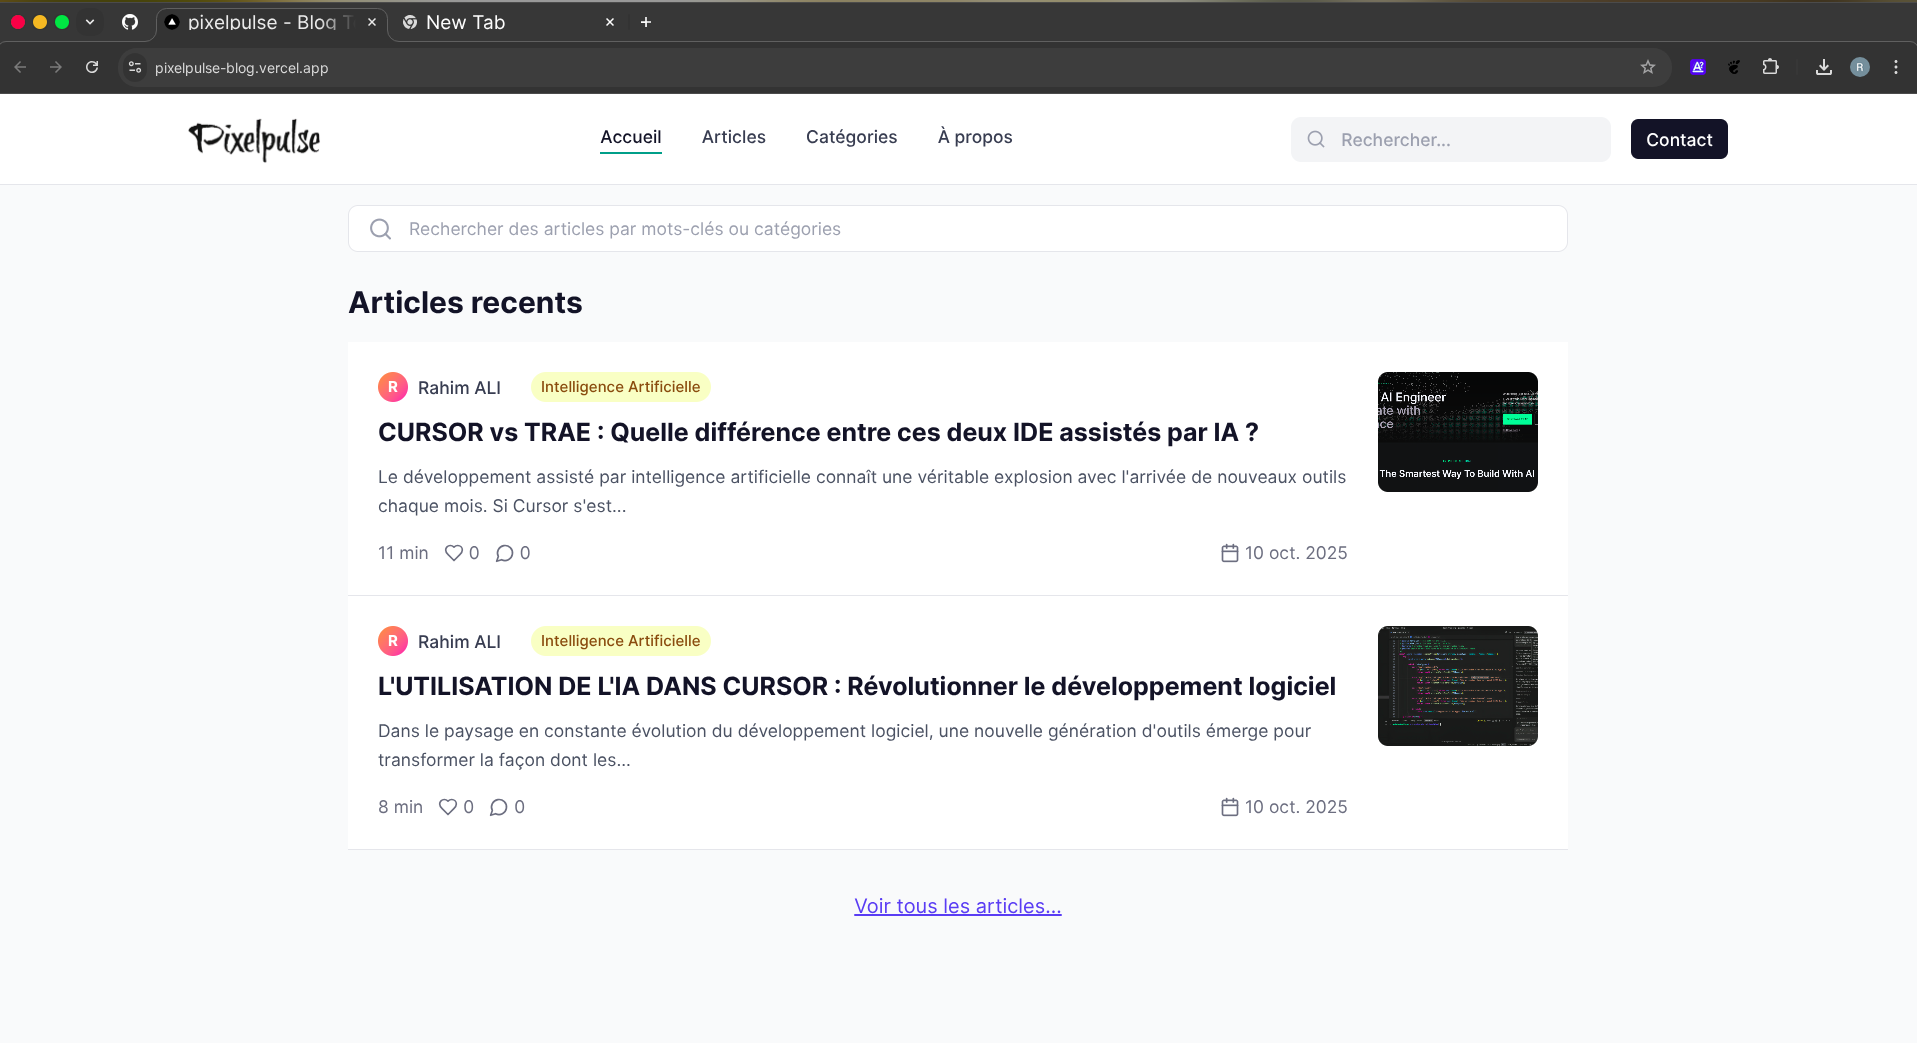 pixelpulse - Blog T
New Tab
pixelpulse-blog.vercel.app
R
Pixelpulse
Accueil
Articles
Catégories
À propos
Rechercher...
Contact
Rechercher des articles par mots-clés ou catégories
Articles recents
R Rahim ALI Intelligence Artificielle
CURSOR vs TRAE : Quelle différence entre ces deux IDE assistés par IA ?
Le développement assisté par intelligence artificielle connaît une véritable explosion avec l'arrivée de nouveaux outils
chaque mois. Si Cursor s'est...
11 min 0 0 10 oct. 2025
AI Engineer
ate with
nce
The Smartest Way To Build With AI
R Rahim ALI Intelligence Artificielle
L'UTILISATION DE L'IA DANS CURSOR : Révolutionner le développement logiciel
Dans le paysage en constante évolution du développement logiciel, une nouvelle génération d'outils émerge pour
transformer la façon dont les...
8 min 0 0 10 oct. 2025
Voir tous les articles...